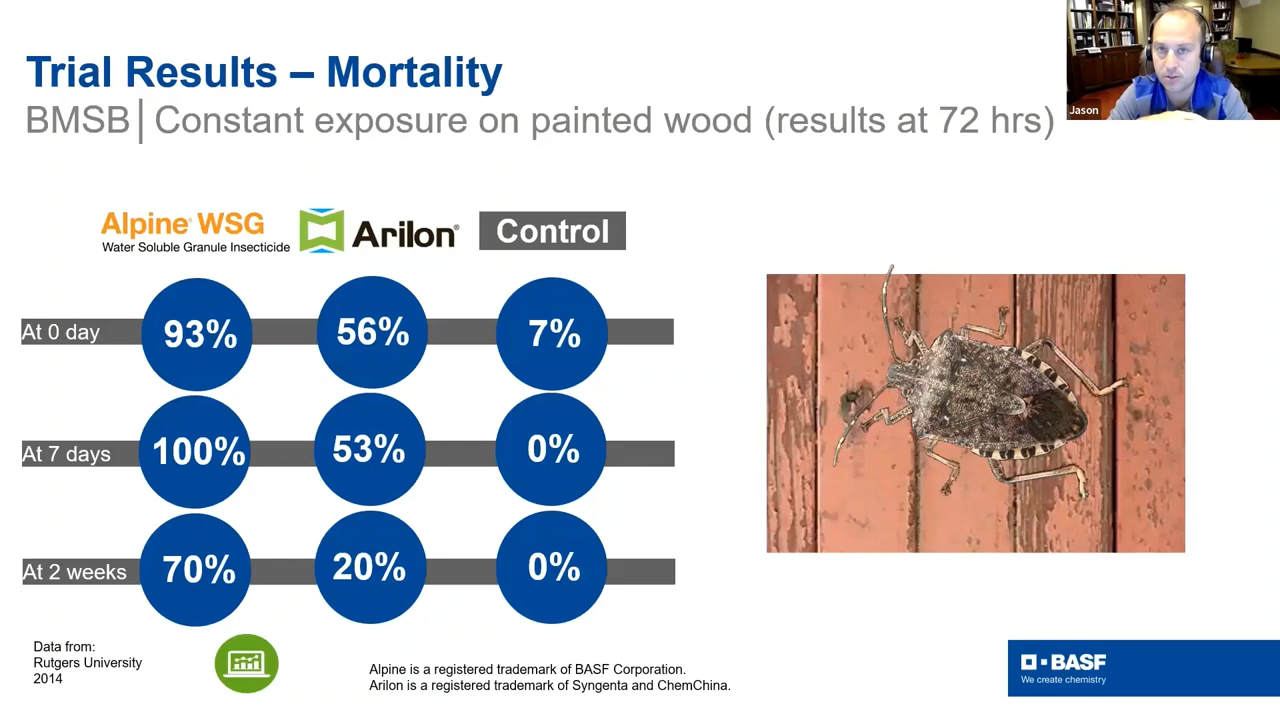 Trial Results – Mortality
BMSB│Constant exposure on painted wood (results at 72 hrs)
Jason
Alpine® WSG
Water Soluble Granule Insecticide
Arilon®
Control
At 0 day
93%
56%
7%
At 7 days
100%
53%
0%
At 2 weeks
70%
20%
0%
Data from:
Rutgers University
2014
Alpine is a registered trademark of BASF Corporation.
Arilon is a registered trademark of Syngenta and ChemChina.
BASF
We create chemistry